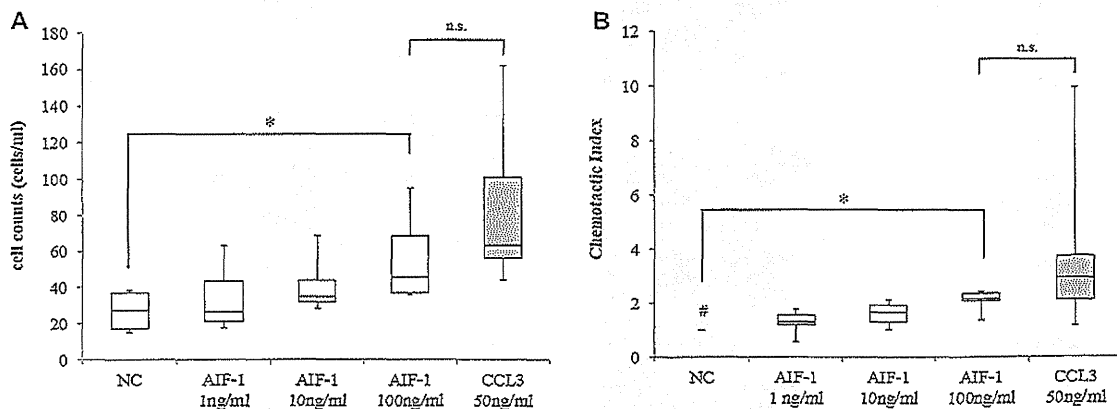 A
180
160
140
120
100
80
60
40
20
0
cell counts (cells/ml)
n.s.
*
NC
AIF-1
1ng/ml
AIF-1
10ng/ml
AIF-1
100ng/ml
CCL3
50ng/ml
B
12
10
8
6
4
2
0
Chemotactic Index
n.s.
*
#
NC
AIF-1
1 ng/ml
AIF-1
10ng/ml
AIF-1
100ng/ml
CCL3
50ng/ml